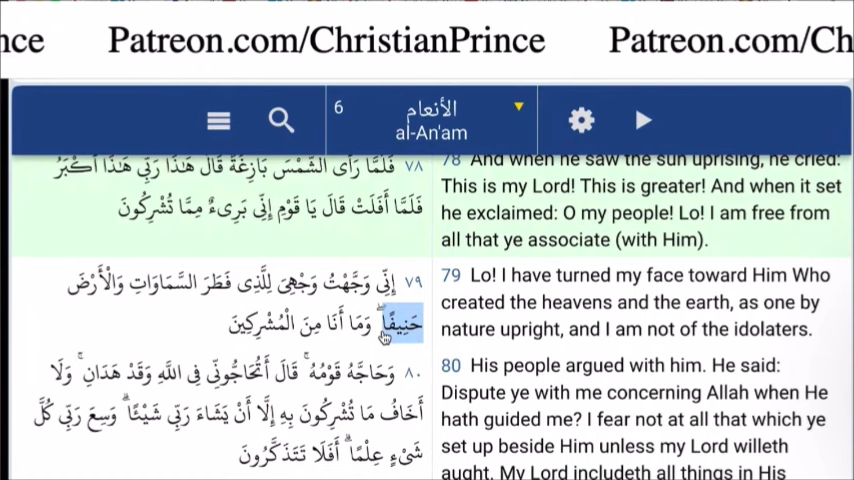 nce Patreon.com/ChristianPrince Patreon.com/Ch
6 الأنعام
al-An'am
٧٨ فَلَمَّا رَأَى الشَّمْسَ بَازِغَةً قَالَ هَٰذَا رَبِّي هَٰذَا أَكْبَرُ
فَلَمَّا أَفَلَتْ قَالَ يَا قَوْمِ إِنِّي بَرِيءٌ مِمَّا تُشْرِكُونَ
78 And when he saw the sun uprising, he cried:
This is my Lord! This is greater! And when it set
he exclaimed: O my people! Lo! I am free from
all that ye associate (with Him).
٧٩ إِنِّي وَجَّهْتُ وَجْهِيَ لِلَّذِي فَطَرَ السَّمَاوَاتِ وَالْأَرْضَ
حَنِيفًا ۖ وَمَا أَنَا مِنَ الْمُشْرِكِينَ
79 Lo! I have turned my face toward Him Who
created the heavens and the earth, as one by
nature upright, and I am not of the idolaters.
٨٠ وَحَاجَّهُ قَوْمُهُ ۚ قَالَ أَتُحَاجُّونِّي فِي اللَّهِ وَقَدْ هَدَانِ ۚ وَلَا
أَخَافُ مَا تُشْرِكُونَ بِهِ إِلَّا أَنْ يَشَاءَ رَبِّي شَيْئًا ۗ وَسِعَ رَبِّي كُلَّ
شَيْءٍ عِلْمًا ۗ أَفَلَا تَتَذَكَّرُونَ
80 His people argued with him. He said:
Dispute ye with me concerning Allah when He
hath guided me? I fear not at all that which ye
set up beside Him unless my Lord willeth
aught. My Lord includeth all things in His